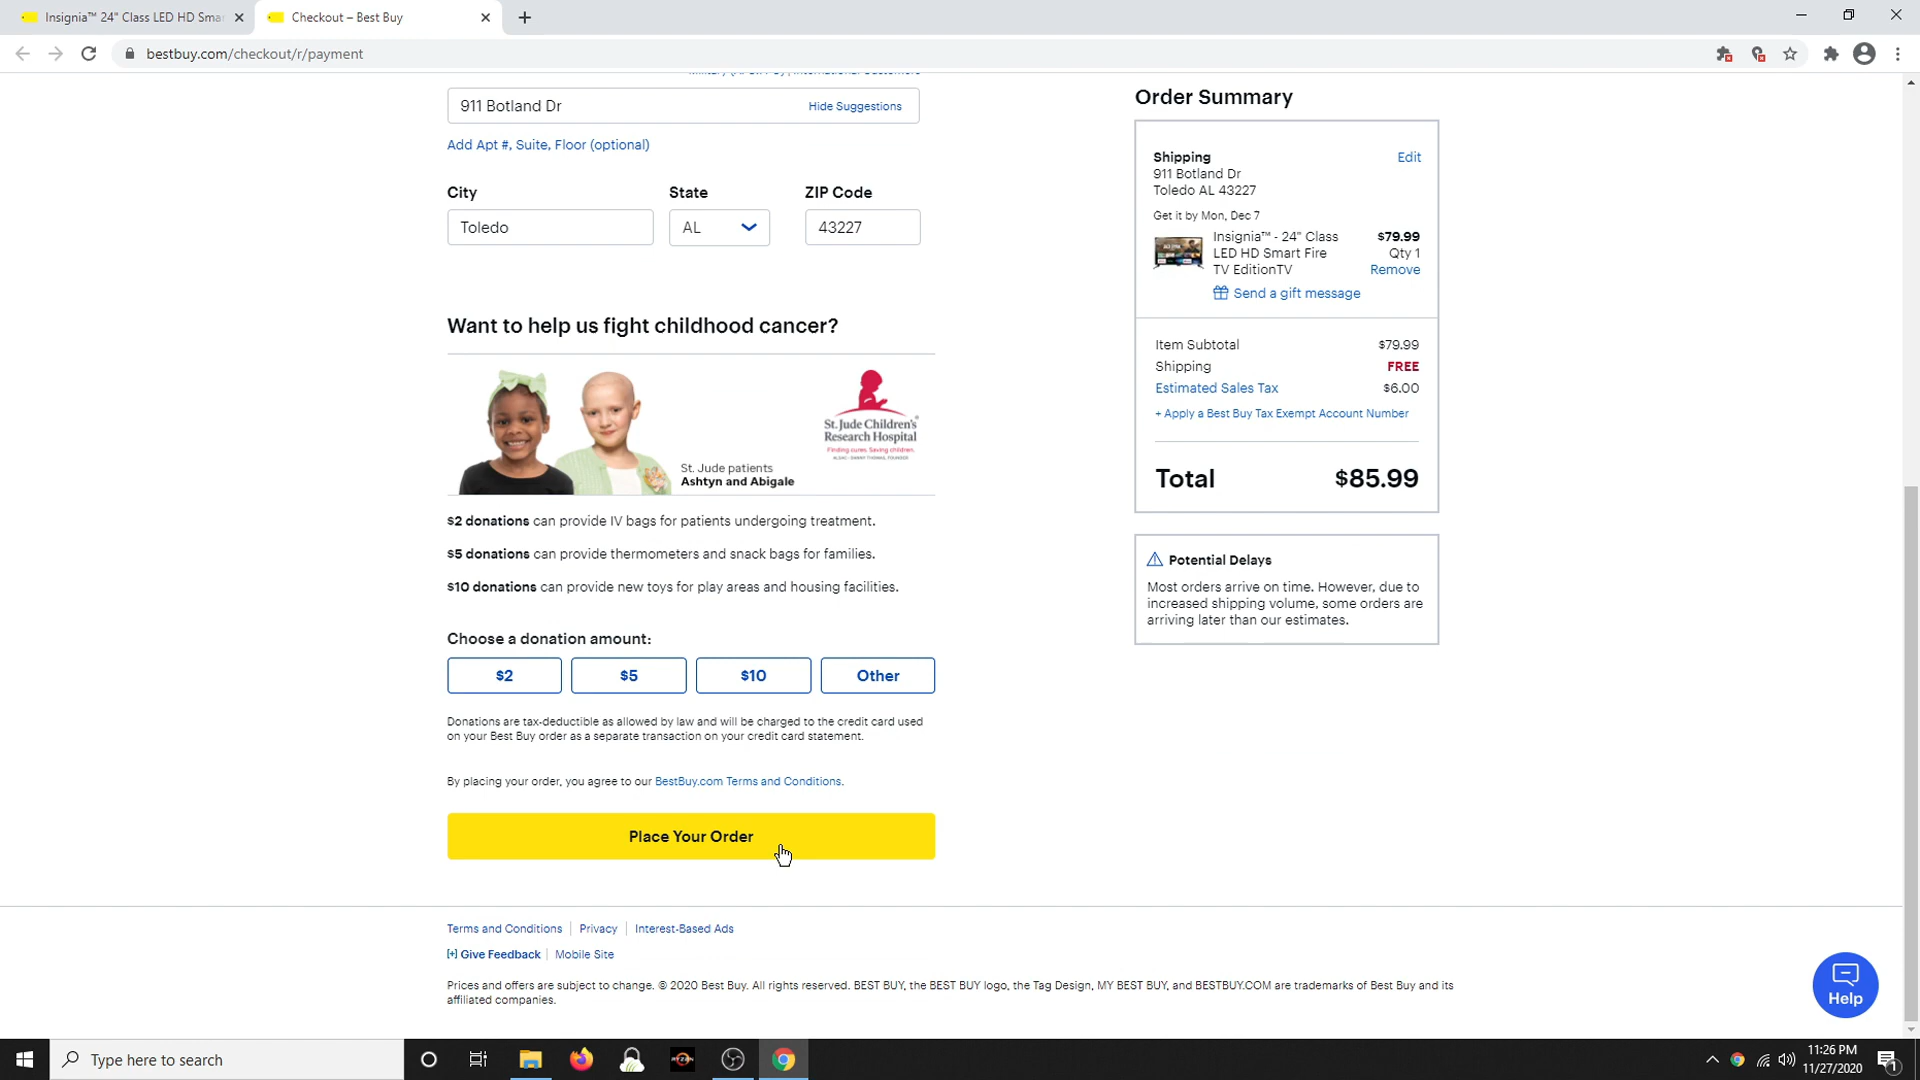 Insignia™ 24" Class LED HD Sma
Checkout – Best Buy
bestbuy.com/checkout/r/payment
911 Botland Dr
Hide Suggestions
Add Apt #, Suite, Floor (optional)
City
State
ZIP Code
Toledo
AL
43227
Want to help us fight childhood cancer?
St. Jude patients
Ashtyn and Abigale
St. Jude Children's
Research Hospital
Finding cures. Saving children.
ALSAC • DANNY THOMAS, FOUNDER
$2 donations can provide IV bags for patients undergoing treatment.
$5 donations can provide thermometers and snack bags for families.
$10 donations can provide new toys for play areas and housing facilities.
Choose a donation amount:
$2
$5
$10
Other
Donations are tax-deductible as allowed by law and will be charged to the credit card used
on your Best Buy order as a separate transaction on your credit card statement.
By placing your order, you agree to our BestBuy.com Terms and Conditions.
Place Your Order
Order Summary
Shipping
Edit
911 Botland Dr
Toledo AL 43227
Get it by Mon, Dec 7
Insignia™ - 24" Class
LED HD Smart Fire
TV EditionTV
$79.99
Qty 1
Remove
Send a gift message
Item Subtotal $79.99
Shipping FREE
Estimated Sales Tax $6.00
+ Apply a Best Buy Tax Exempt Account Number
Total $85.99
Potential Delays
Most orders arrive on time. However, due to
increased shipping volume, some orders are
arriving later than our estimates.
Terms and Conditions
Privacy
Interest-Based Ads
[+] Give Feedback
Mobile Site
Prices and offers are subject to change. © 2020 Best Buy. All rights reserved. BEST BUY, the BEST BUY logo, the Tag Design, MY BEST BUY, and BESTBUY.COM are trademarks of Best Buy and its
affiliated companies.
Help
Type here to search
RYZEN
11:26 PM
11/27/2020
1